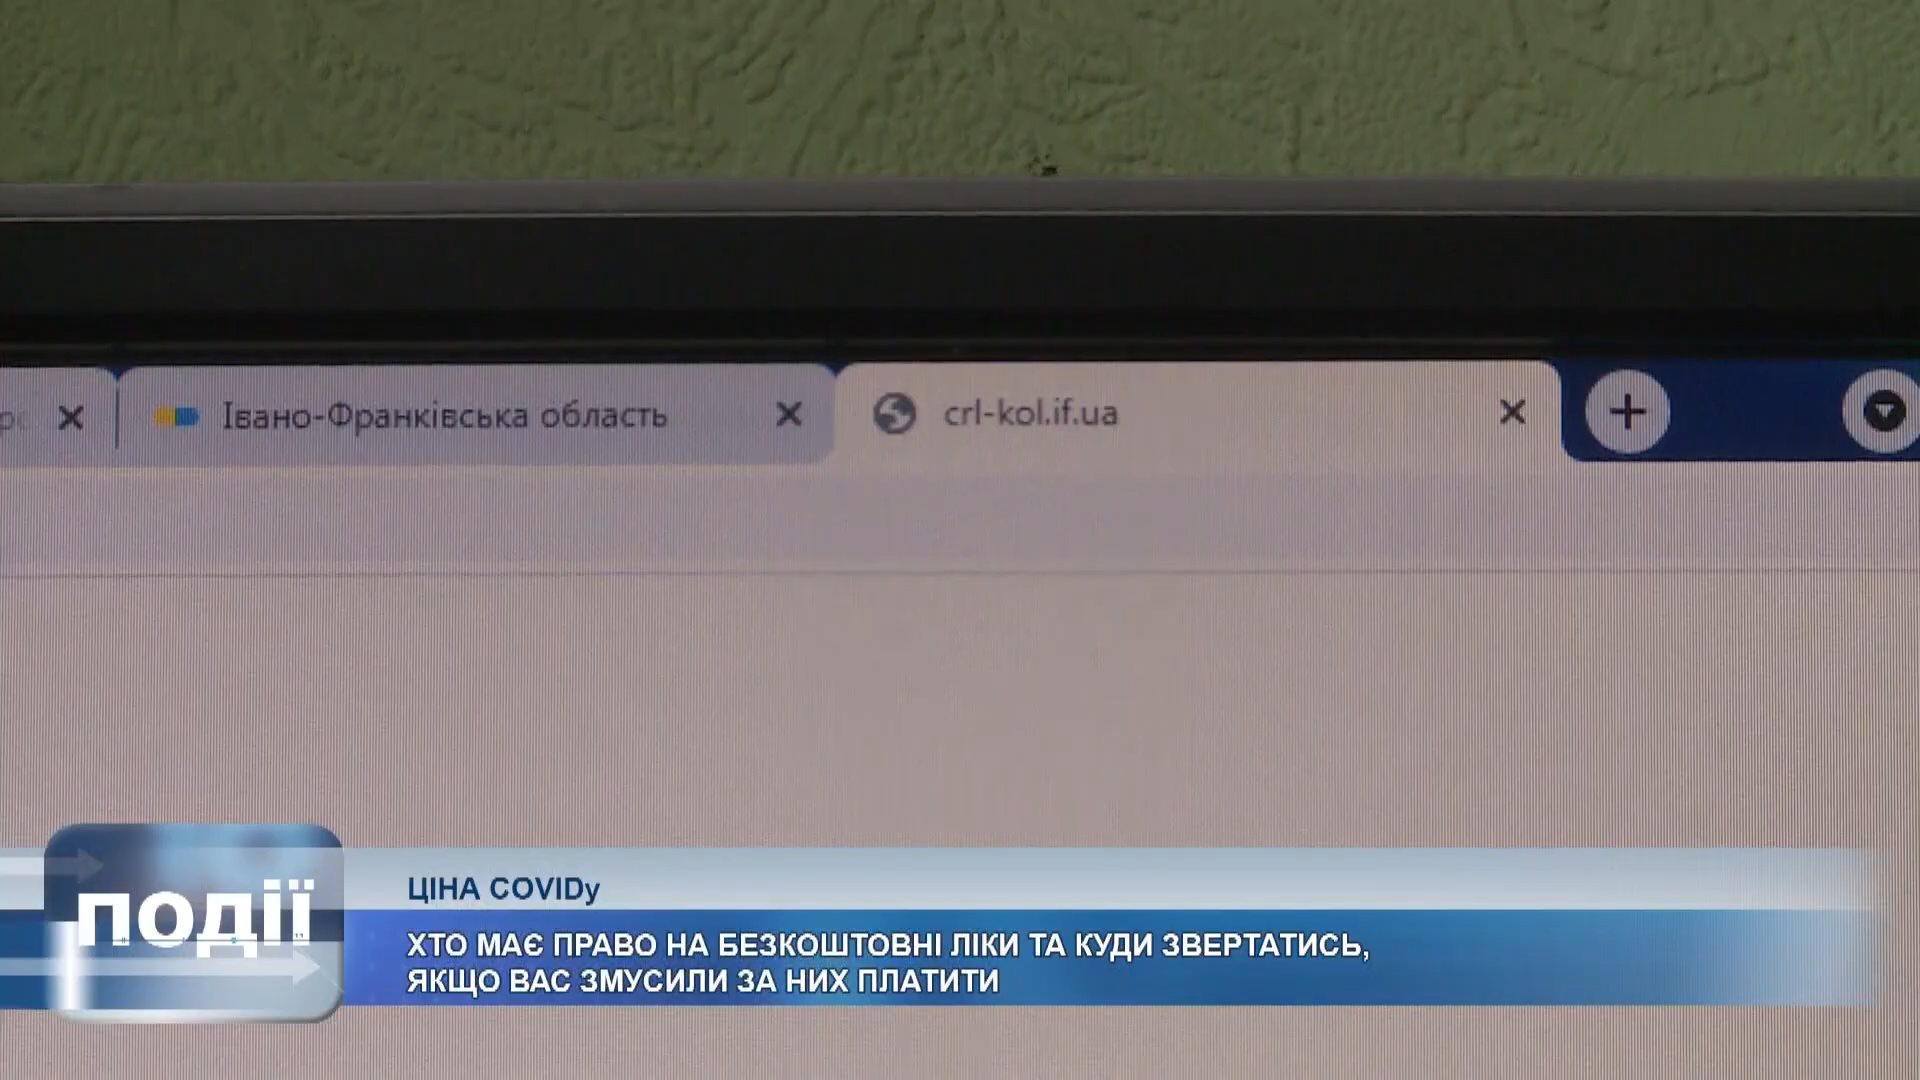 Івано-Франківська область
crl-kol.if.ua
події
ЦІНА COVIDу
ХТО МАЄ ПРАВО НА БЕЗКОШТОВНІ ЛІКИ ТА КУДИ ЗВЕРТАТИСЬ,
ЯКЩО ВАС ЗМУСИЛИ ЗА НИХ ПЛАТИТИ